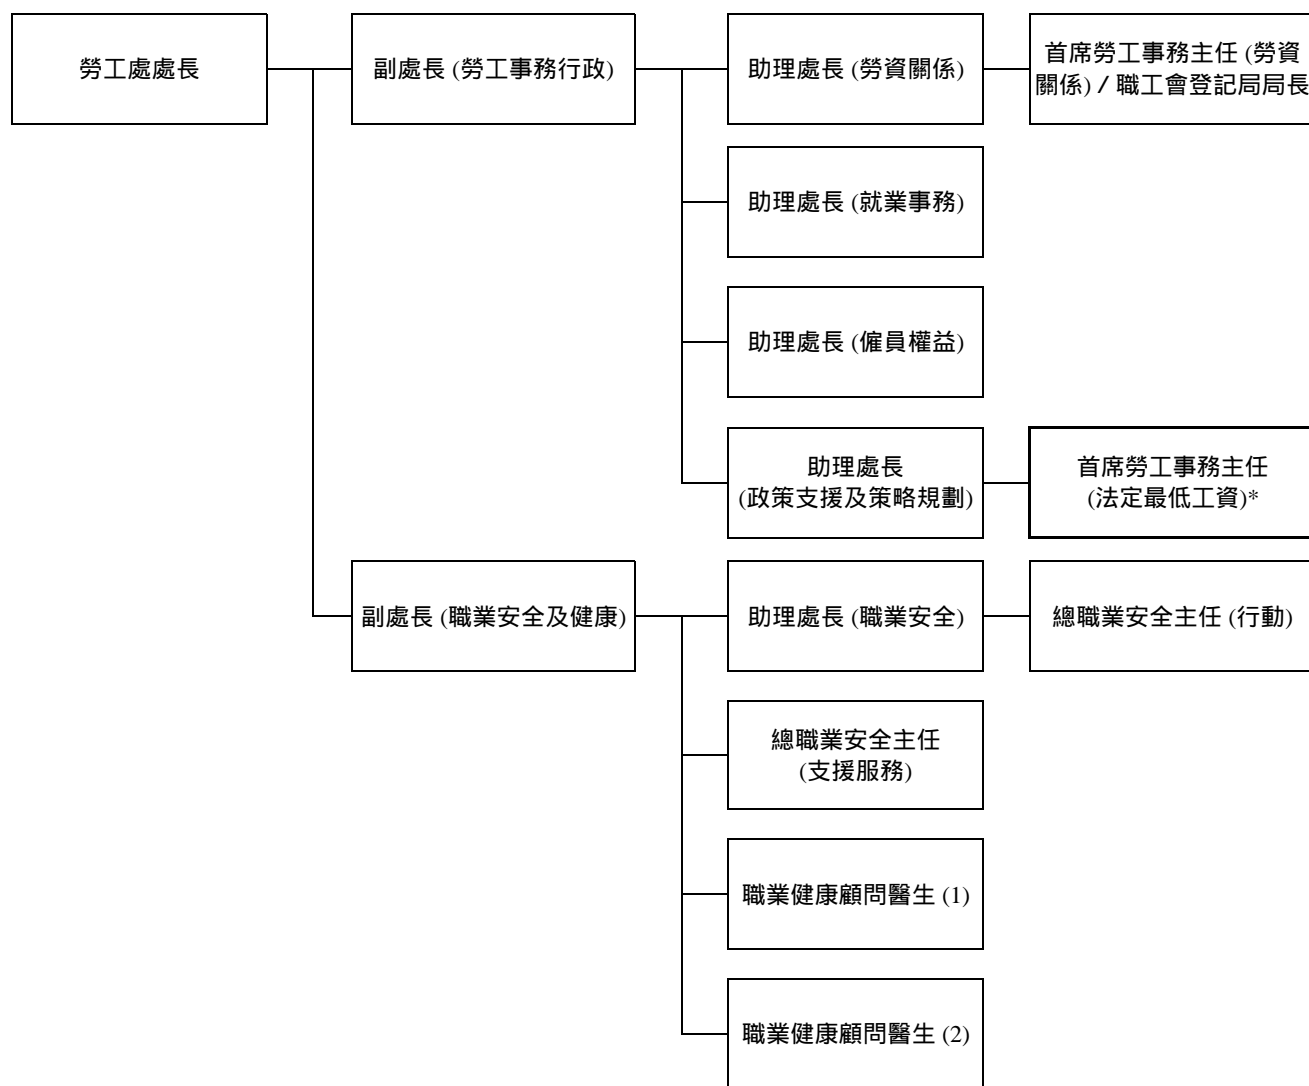 勞工處處長
副處長 (勞工事務行政)
助理處長 (勞資關係)
首席勞工事務主任 (勞資
關係) / 職工會登記局局長
助理處長 (就業事務)
助理處長 (僱員權益)
助理處長
(政策支援及策略規劃)
首席勞工事務主任
(法定最低工資)*
副處長 (職業安全及健康)
助理處長 (職業安全)
總職業安全主任 (行動)
總職業安全主任
(支援服務)
職業健康顧問醫生 (1)
職業健康顧問醫生 (2)